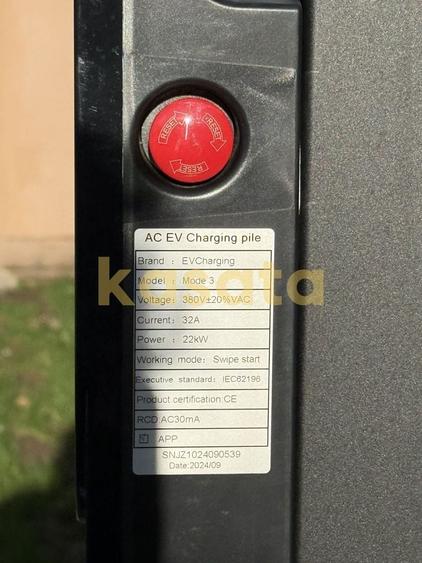 RESET
RESET
RESET
AC EV Charging pile
Brand : EVCharging
Model: Mode 3
Voltage: 380V±20%VAC
Current: 32A
Power : 22kW
Working mode: Swipe start
Executive standard: IEC62196
Product certification:CE
RCD:AC30mA
☑ APP
SNJZ1024090539
Date:2024/09
kasata